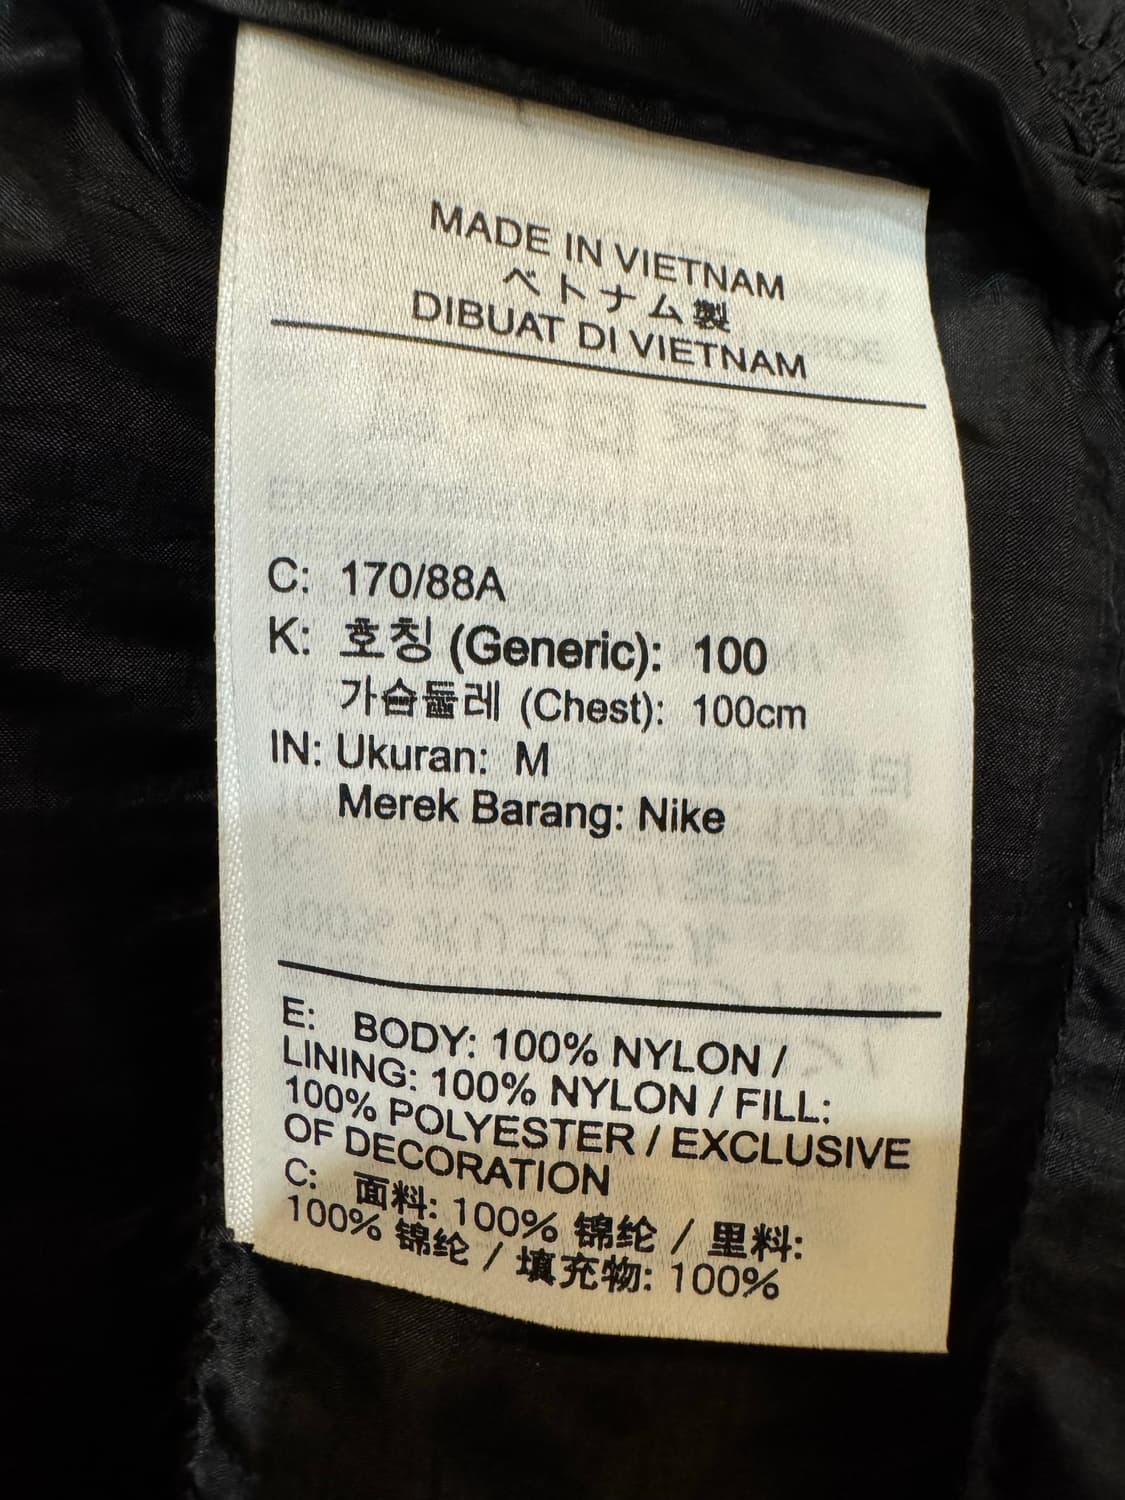 MADE IN VIETNAM
ベトナム製
DIBUAT DI VIETNAM
C: 170/88A
K: 호칭 (Generic): 100
가슴둘레 (Chest): 100cm
IN: Ukuran: M
Merek Barang: Nike
E: BODY: 100% NYLON /
LINING: 100% NYLON / FILL:
100% POLYESTER / EXCLUSIVE
OF DECORATION
C: 面料: 100% 锦纶 / 里料:
100% 锦纶 / 填充物: 100%